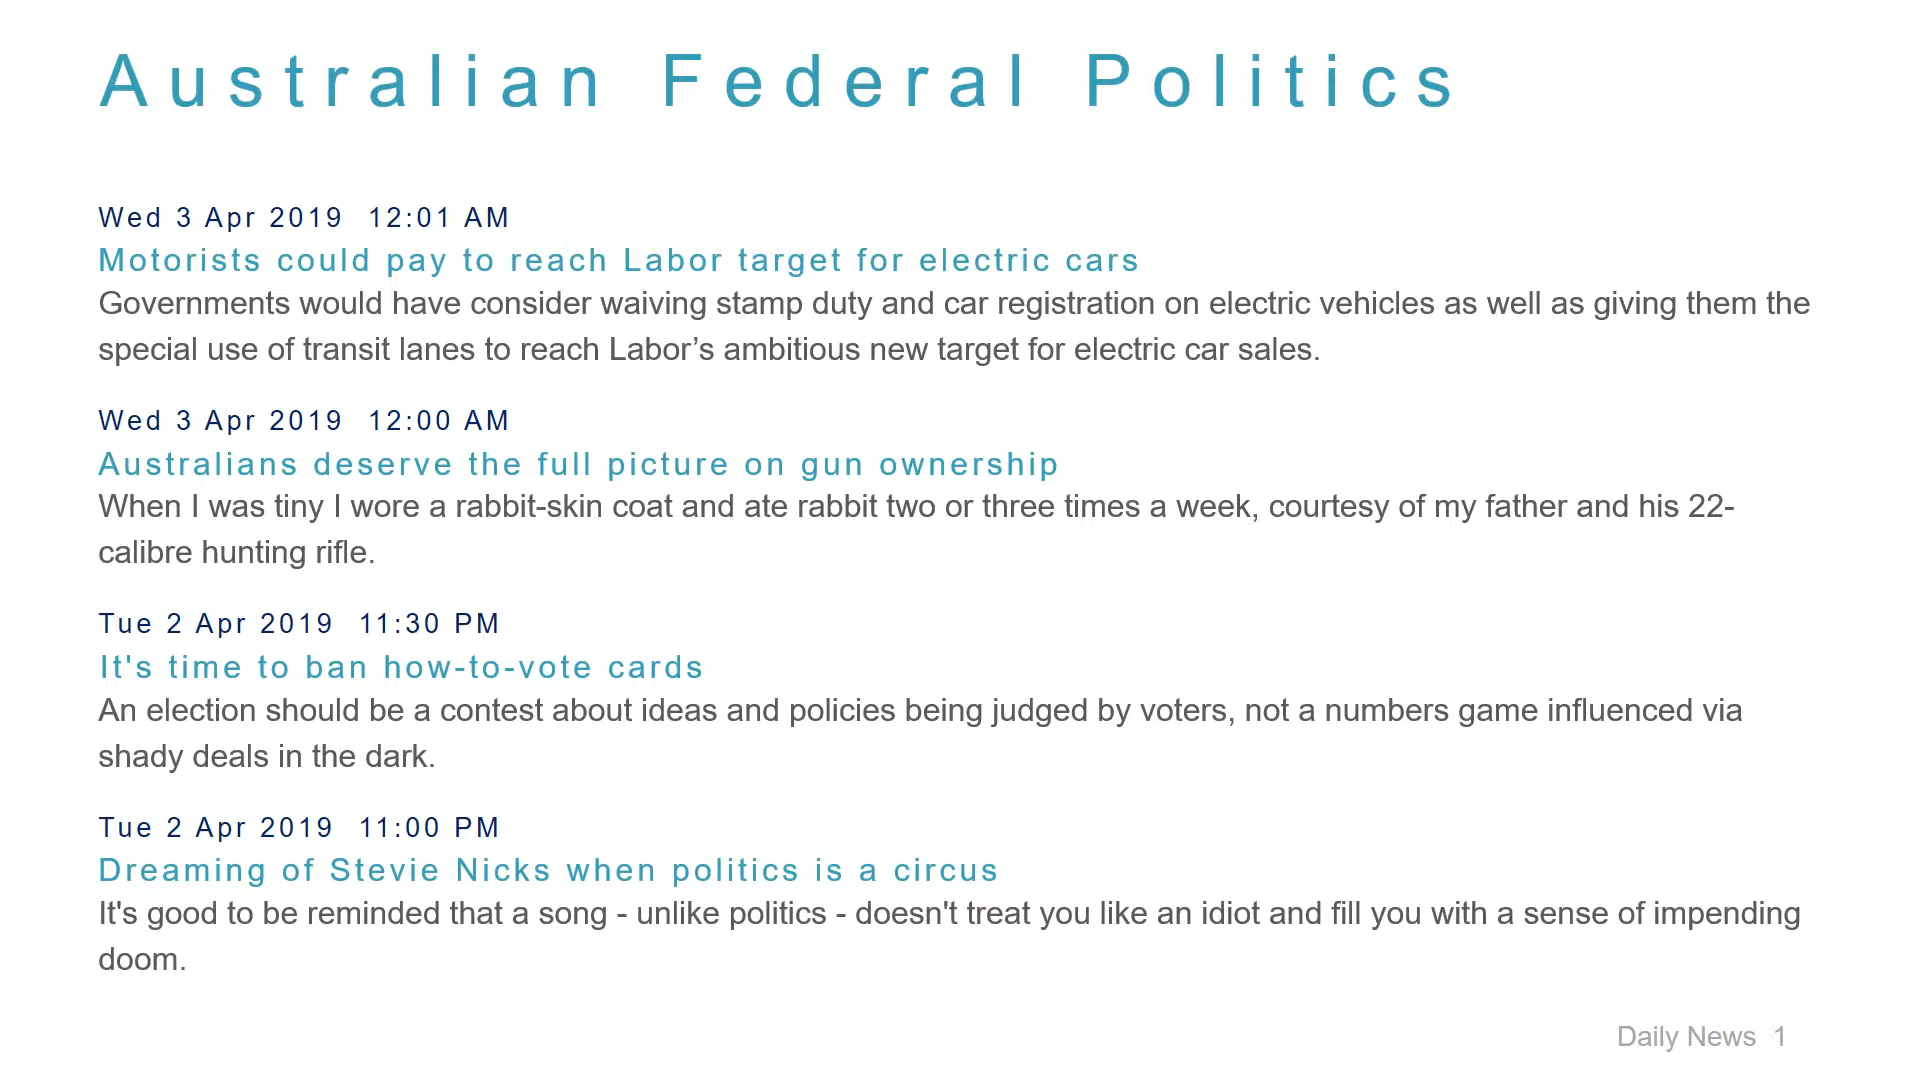 Australian Federal Politics
Wed 3 Apr 2019 12:01 AM
Motorists could pay to reach Labor target for electric cars
Governments would have consider waiving stamp duty and car registration on electric vehicles as well as giving them the
special use of transit lanes to reach Labor’s ambitious new target for electric car sales.
Wed 3 Apr 2019 12:00 AM
Australians deserve the full picture on gun ownership
When I was tiny I wore a rabbit-skin coat and ate rabbit two or three times a week, courtesy of my father and his 22-
calibre hunting rifle.
Tue 2 Apr 2019 11:30 PM
It's time to ban how-to-vote cards
An election should be a contest about ideas and policies being judged by voters, not a numbers game influenced via
shady deals in the dark.
Tue 2 Apr 2019 11:00 PM
Dreaming of Stevie Nicks when politics is a circus
It's good to be reminded that a song - unlike politics - doesn't treat you like an idiot and fill you with a sense of impending
doom.
Daily News 1